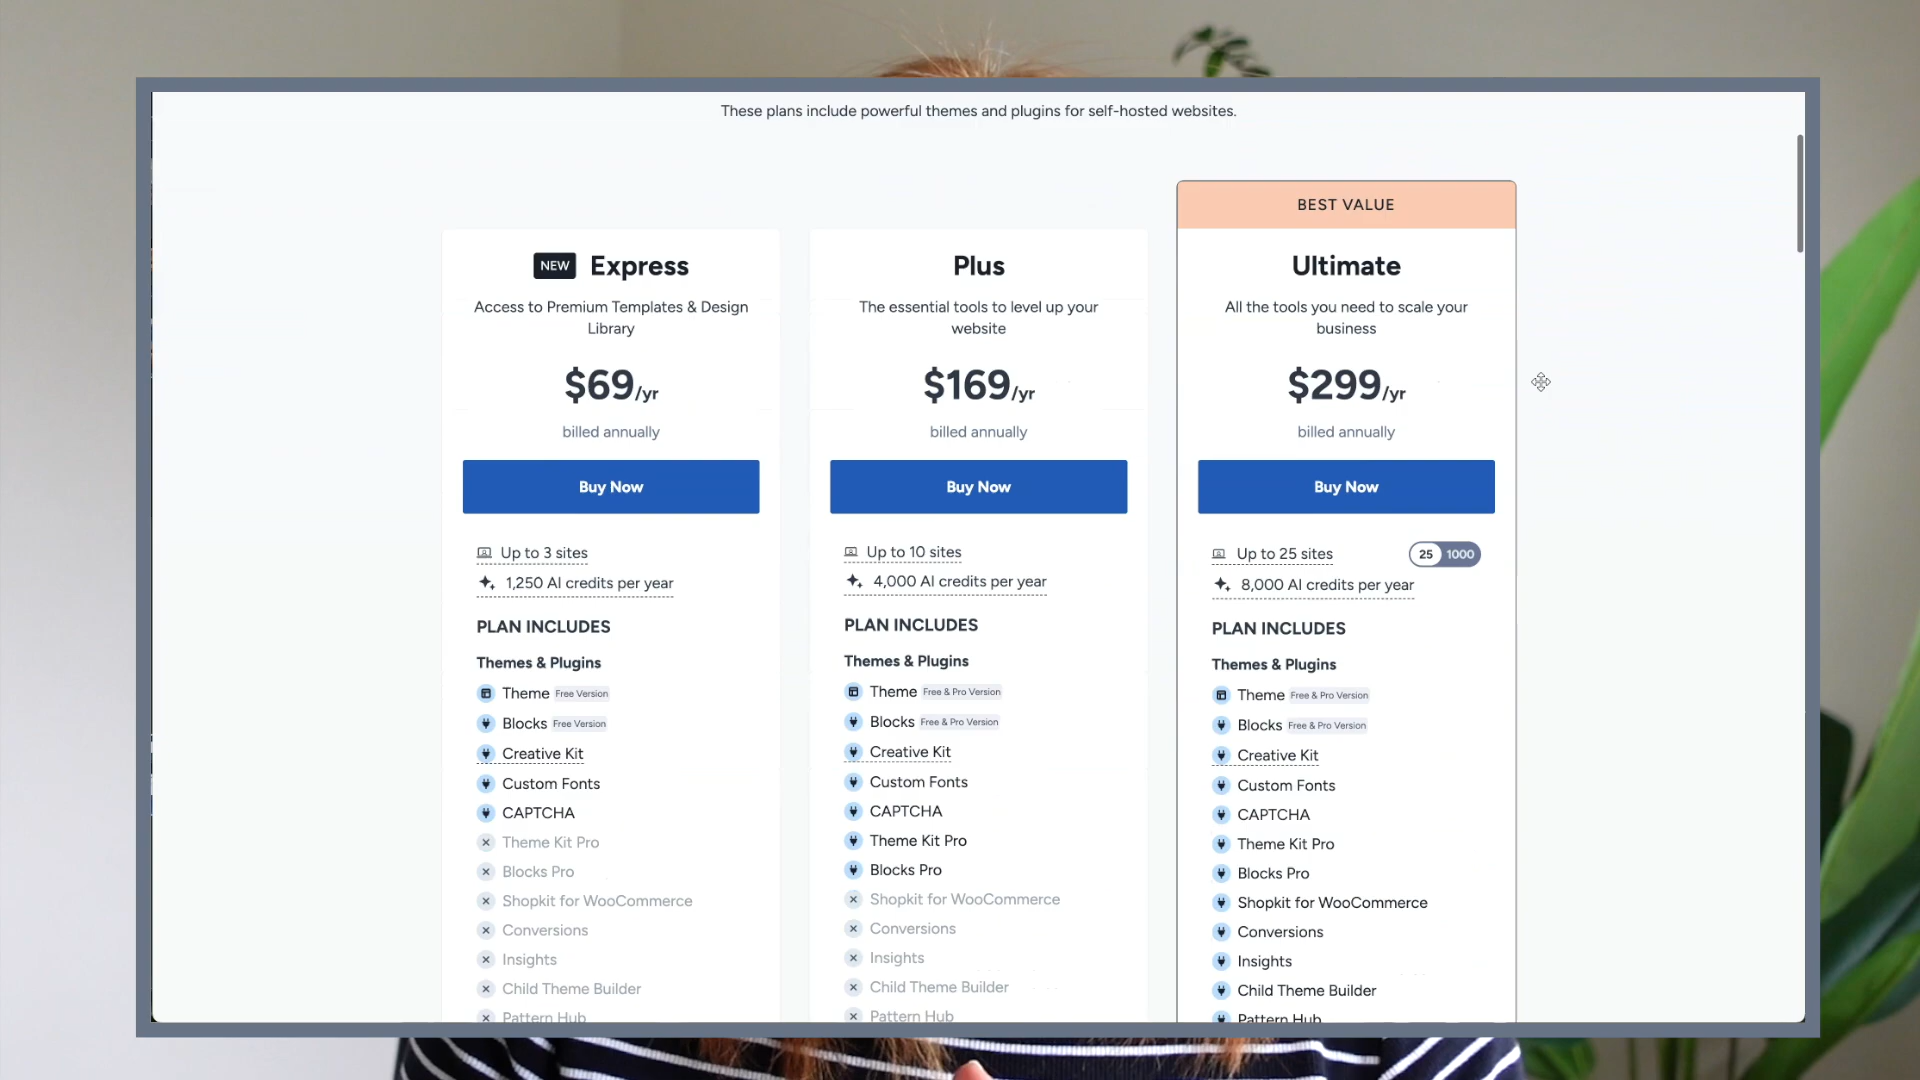 These plans include powerful themes and plugins for self-hosted websites.
NEW Express
Access to Premium Templates & Design
Library
$69/yr
billed annually
Buy Now
Up to 3 sites
1,250 AI credits per year
PLAN INCLUDES
Themes & Plugins
Theme Free Version
Blocks Free Version
Creative Kit
Custom Fonts
CAPTCHA
Theme Kit Pro
Blocks Pro
Shopkit for WooCommerce
Conversions
Insights
Child Theme Builder
Pattern Hub
Plus
The essential tools to level up your
website
$169/yr
billed annually
Buy Now
Up to 10 sites
4,000 AI credits per year
PLAN INCLUDES
Themes & Plugins
Theme Free & Pro Version
Blocks Free & Pro Version
Creative Kit
Custom Fonts
CAPTCHA
Theme Kit Pro
Blocks Pro
Shopkit for WooCommerce
Conversions
Insights
Child Theme Builder
Pattern Hub
BEST VALUE
Ultimate
All the tools you need to scale your
business
$299/yr
billed annually
Buy Now
Up to 25 sites 25 1000
8,000 AI credits per year
PLAN INCLUDES
Themes & Plugins
Theme Free & Pro Version
Blocks Free & Pro Version
Creative Kit
Custom Fonts
CAPTCHA
Theme Kit Pro
Blocks Pro
Shopkit for WooCommerce
Conversions
Insights
Child Theme Builder
Pattern Hub